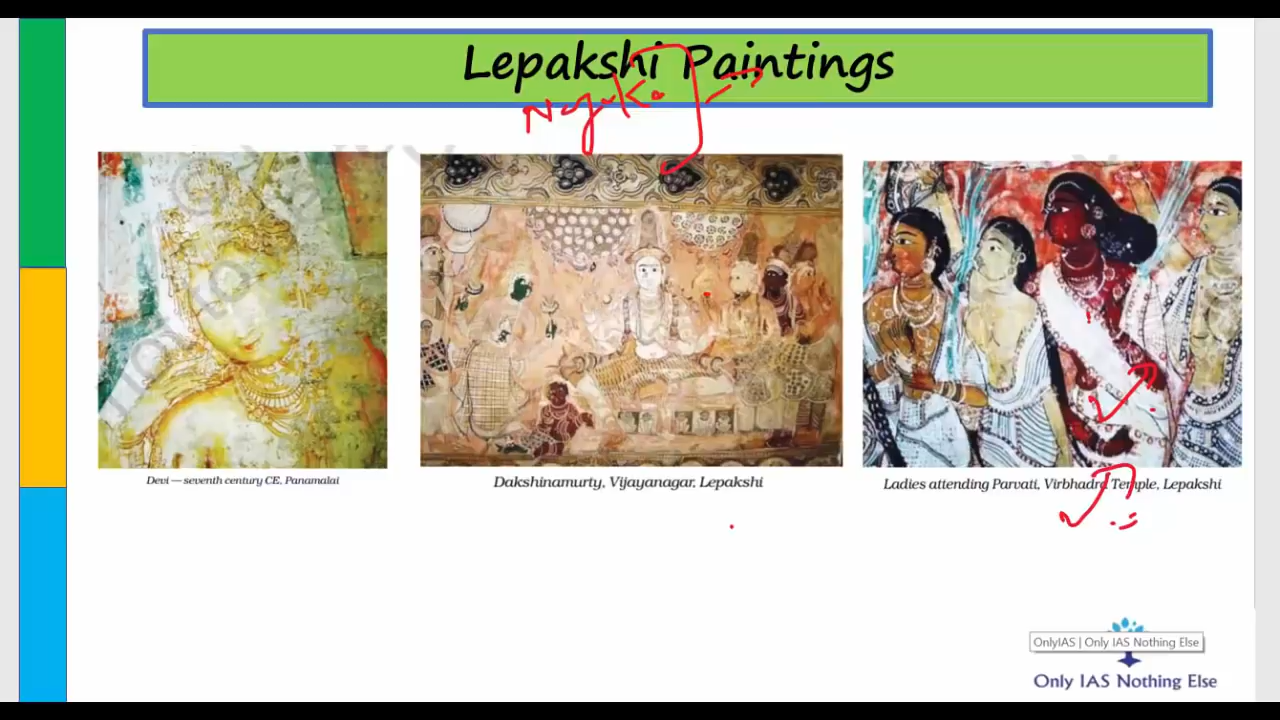 Lepakshi Paintings
Nayaka
Devi — seventh century CE, Panamalai
Dakshinamurty, Vijayanagar, Lepakshi
Ladies attending Parvati, Virbhadra Temple, Lepakshi
OnlyIAS | Only IAS Nothing Else
Only IAS Nothing Else